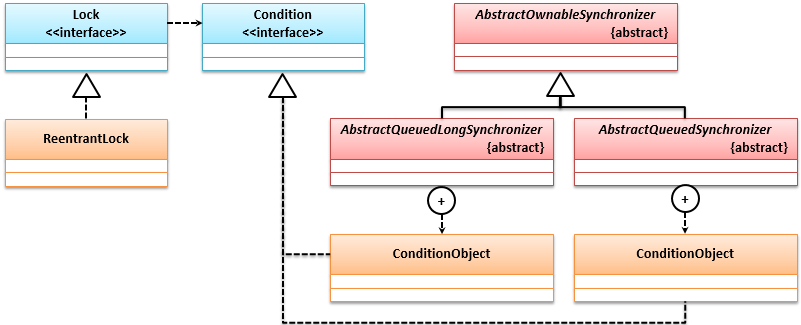 Lock
<<interface>>
Condition
<<interface>>
AbstractOwnableSynchronizer
{abstract}
ReentrantLock
AbstractQueuedLongSynchronizer
{abstract}
AbstractQueuedSynchronizer
{abstract}
+
+
ConditionObject
ConditionObject